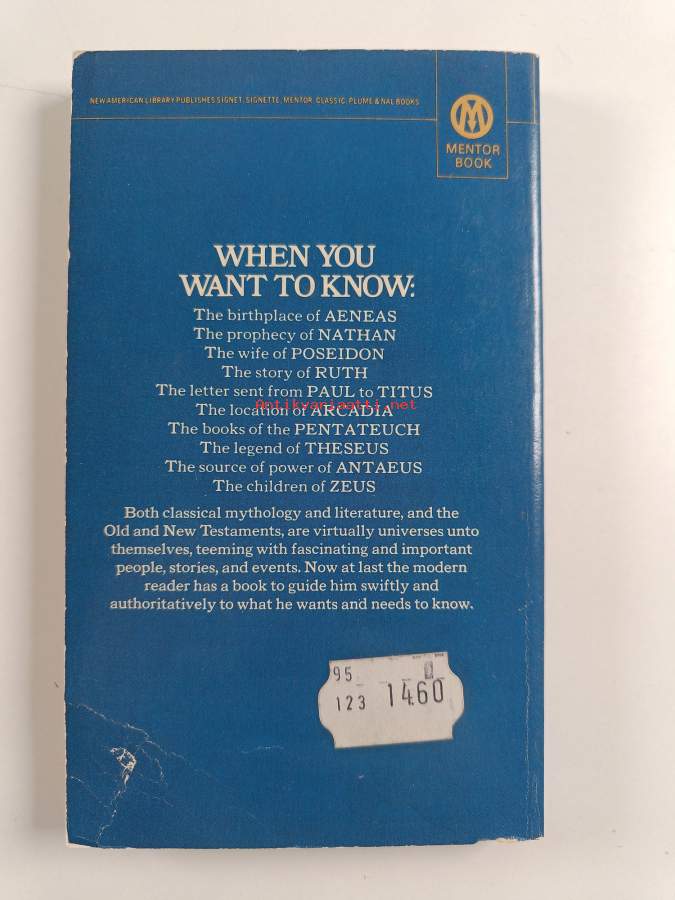 NEW AMERICAN LIBRARY PUBLISHES SIGNET, SIGNETTE, MENTOR, CLASSIC, PLUME & NAL BOOKS
MENTOR
BOOK
WHEN YOU
WANT TO KNOW:
The birthplace of AENEAS
The prophecy of NATHAN
The wife of POSEIDON
The story of RUTH
The letter sent from PAUL to TITUS
Antikvariaatti.net
The location of ARCADIA
The books of the PENTATEUCH
The legend of THESEUS
The source of power of ANTAEUS
The children of ZEUS
Both classical mythology and literature, and the
Old and New Testaments, are virtually universes unto
themselves, teeming with fascinating and important
people, stories, and events. Now at last the modern
reader has a book to guide him swiftly and
authoritatively to what he wants and needs to know.
95
123 1460